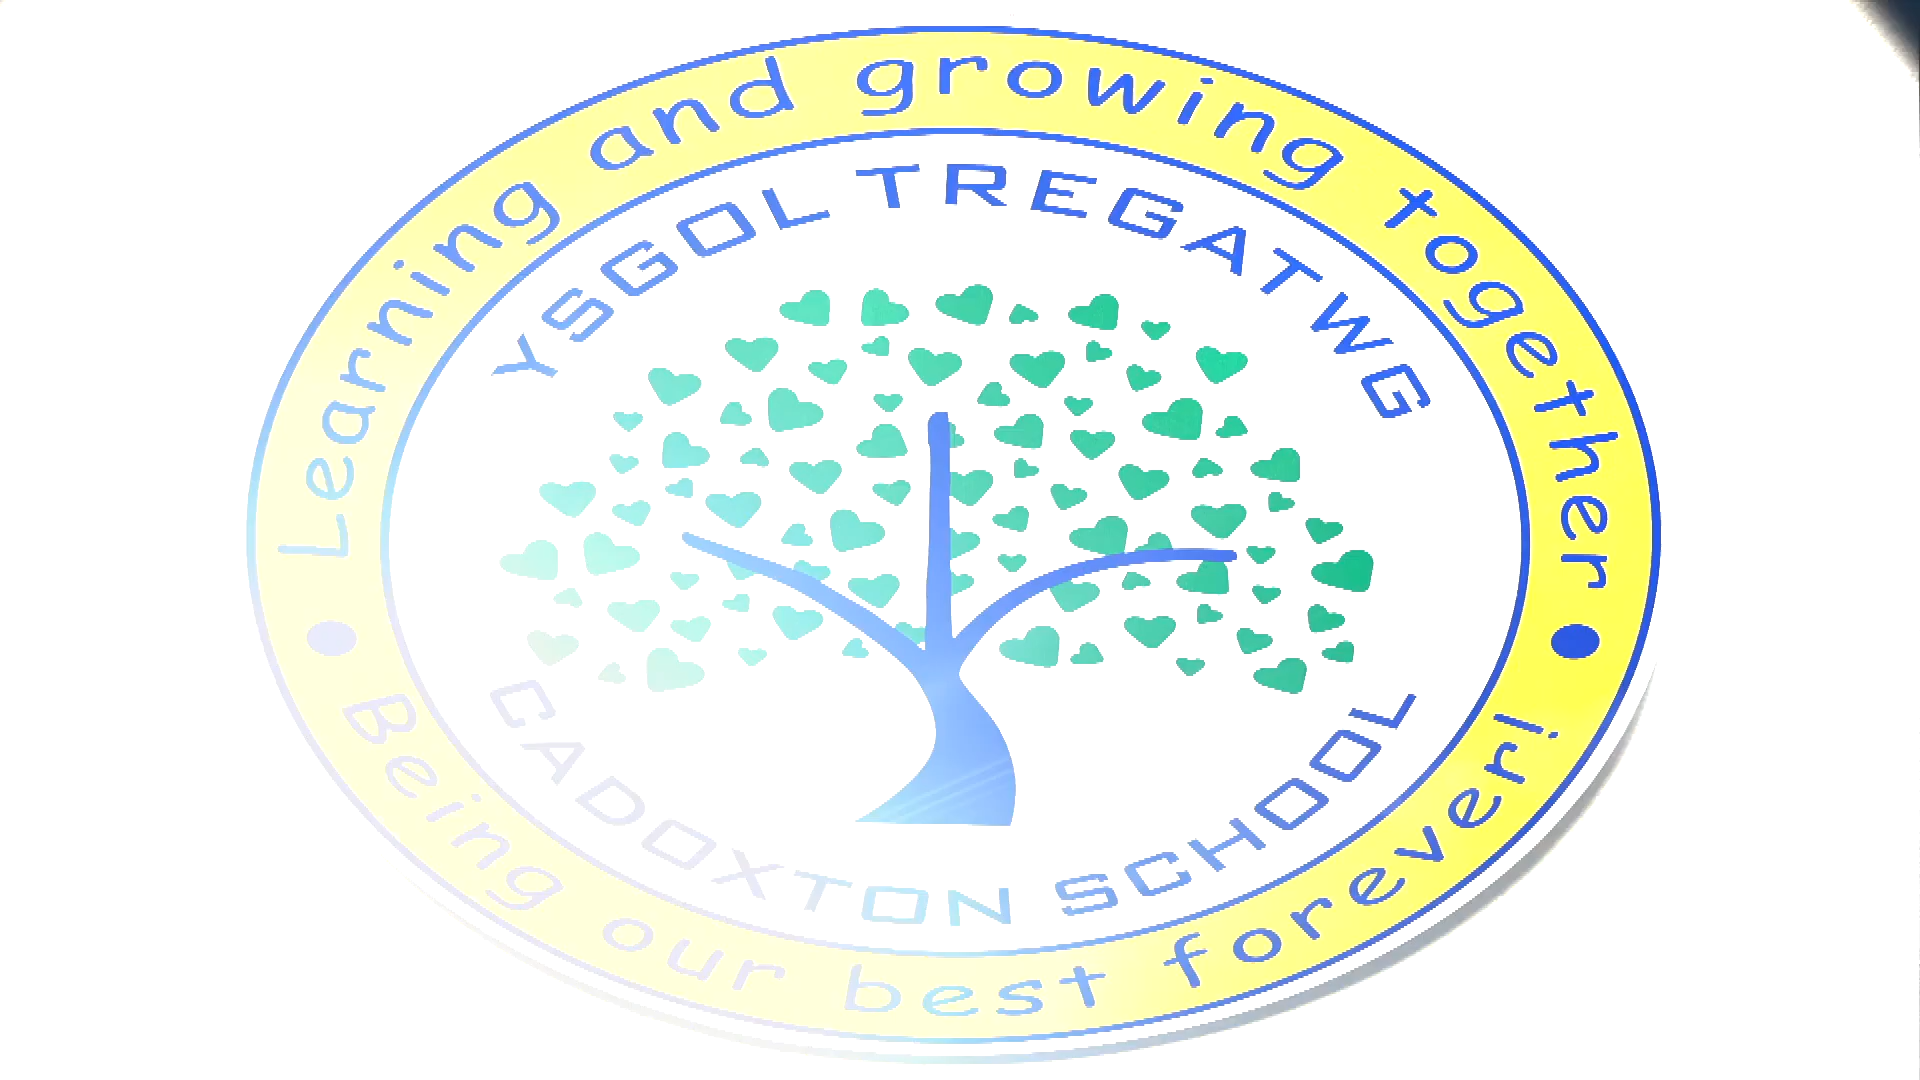 Learning and growing together
YSGOL TREGATWG
CADOXTON SCHOOL
Being our best forever!